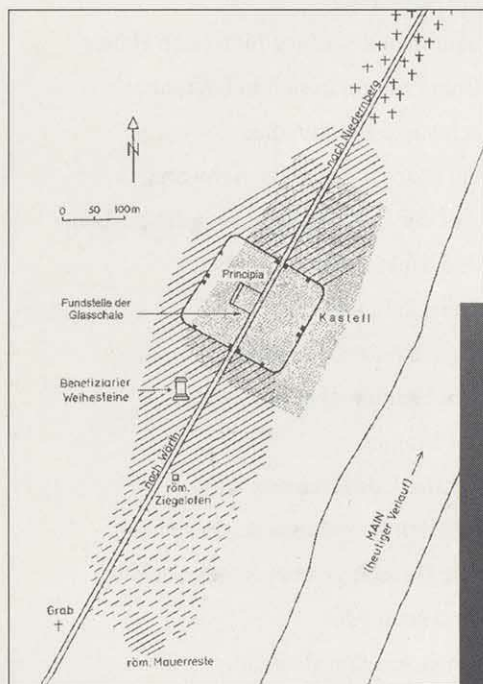 nach Niedernberg
N
0 50 100m
Principia
Fundstelle der
Glasschale
Kastell
Benefiziarier
Weihesteine
nach Wörth
röm.
Ziegelofen
MAIN
(heutiger Verlauf)
Grab
röm. Mauerreste